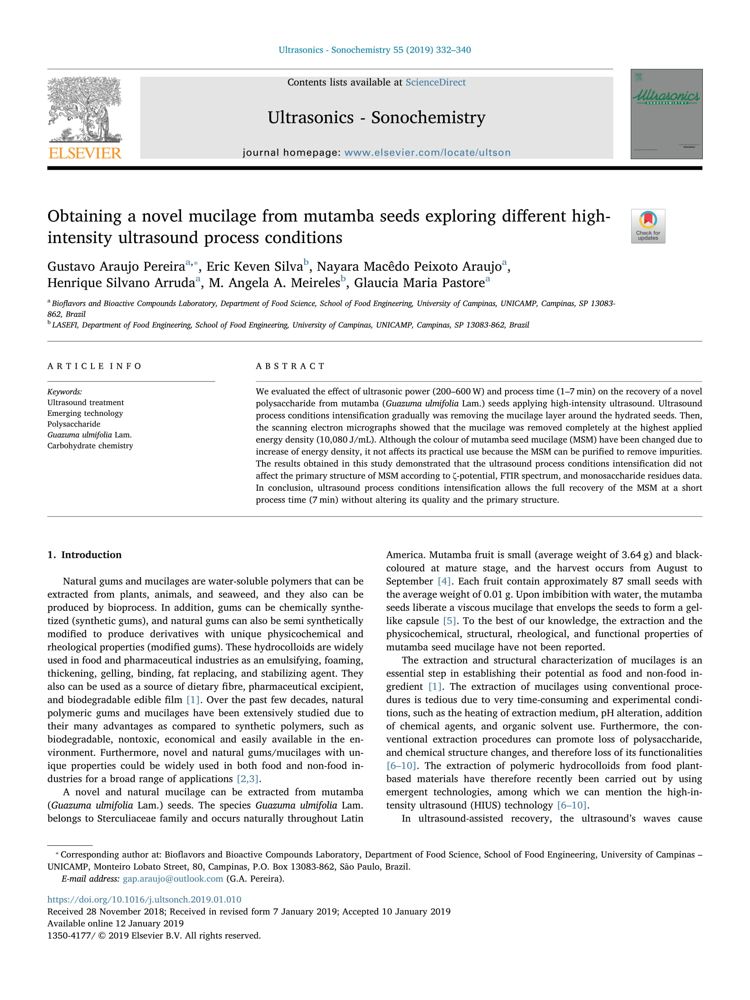 Ultrasonics - Sonochemistry 55 (2019) 332–340
Contents lists available at ScienceDirect
Ultrasonics - Sonochemistry
journal homepage: www.elsevier.com/locate/ultson
NON SOLUS
ELSEVIER
Ultrasonics
SONOCHEMISTRY
Obtaining a novel mucilage from mutamba seeds exploring different high-
intensity ultrasound process conditions
Check for
updates
Gustavo Araujo Pereira a,*, Eric Keven Silva b, Nayara Macêdo Peixoto Araujo a,
Henrique Silvano Arruda a, M. Angela A. Meireles b, Glaucia Maria Pastore a
a Bioflavors and Bioactive Compounds Laboratory, Department of Food Science, School of Food Engineering, University of Campinas, UNICAMP, Campinas, SP 13083-
862, Brazil
b LASEFI, Department of Food Engineering, School of Food Engineering, University of Campinas, UNICAMP, Campinas, SP 13083-862, Brazil
ARTICLE INFO
Keywords:
Ultrasound treatment
Emerging technology
Polysaccharide
Guazuma ulmifolia Lam.
Carbohydrate chemistry
ABSTRACT
We evaluated the effect of ultrasonic power (200–600 W) and process time (1–7 min) on the recovery of a novel
polysaccharide from mutamba (Guazuma ulmifolia Lam.) seeds applying high-intensity ultrasound. Ultrasound
process conditions intensification gradually was removing the mucilage layer around the hydrated seeds. Then,
the scanning electron micrographs showed that the mucilage was removed completely at the highest applied
energy density (10,080 J/mL). Although the colour of mutamba seed mucilage (MSM) have been changed due to
increase of energy density, it not affects its practical use because the MSM can be purified to remove impurities.
The results obtained in this study demonstrated that the ultrasound process conditions intensification did not
affect the primary structure of MSM according to ζ-potential, FTIR spectrum, and monosaccharide residues data.
In conclusion, ultrasound process conditions intensification allows the full recovery of the MSM at a short
process time (7 min) without altering its quality and the primary structure.
1. Introduction
Natural gums and mucilages are water-soluble polymers that can be
extracted from plants, animals, and seaweed, and they also can be
produced by bioprocess. In addition, gums can be chemically synthe-
tized (synthetic gums), and natural gums can also be semi synthetically
modified to produce derivatives with unique physicochemical and
rheological properties (modified gums). These hydrocolloids are widely
used in food and pharmaceutical industries as an emulsifying, foaming,
thickening, gelling, binding, fat replacing, and stabilizing agent. They
also can be used as a source of dietary fibre, pharmaceutical excipient,
and biodegradable edible film [1]. Over the past few decades, natural
polymeric gums and mucilages have been extensively studied due to
their many advantages as compared to synthetic polymers, such as
biodegradable, nontoxic, economical and easily available in the en-
vironment. Furthermore, novel and natural gums/mucilages with un-
ique properties could be widely used in both food and non-food in-
dustries for a broad range of applications [2,3].
A novel and natural mucilage can be extracted from mutamba
(Guazuma ulmifolia Lam.) seeds. The species Guazuma ulmifolia Lam.
belongs to Sterculiaceae family and occurs naturally throughout Latin
America. Mutamba fruit is small (average weight of 3.64 g) and black-
coloured at mature stage, and the harvest occurs from August to
September [4]. Each fruit contain approximately 87 small seeds with
the average weight of 0.01 g. Upon imbibition with water, the mutamba
seeds liberate a viscous mucilage that envelops the seeds to form a gel-
like capsule [5]. To the best of our knowledge, the extraction and the
physicochemical, structural, rheological, and functional properties of
mutamba seed mucilage have not been reported.
The extraction and structural characterization of mucilages is an
essential step in establishing their potential as food and non-food in-
gredient [1]. The extraction of mucilages using conventional proce-
dures is tedious due to very time-consuming and experimental condi-
tions, such as the heating of extraction medium, pH alteration, addition
of chemical agents, and organic solvent use. Furthermore, the con-
ventional extraction procedures can promote loss of polysaccharide,
and chemical structure changes, and therefore loss of its functionalities
[6–10]. The extraction of polymeric hydrocolloids from food plant-
based materials have therefore recently been carried out by using
emergent technologies, among which we can mention the high-in-
tensity ultrasound (HIUS) technology [6–10].
In ultrasound-assisted recovery, the ultrasound's waves cause
* Corresponding author at: Bioflavors and Bioactive Compounds Laboratory, Department of Food Science, School of Food Engineering, University of Campinas –
UNICAMP, Monteiro Lobato Street, 80, Campinas, P.O. Box 13083-862, São Paulo, Brazil.
E-mail address: gap.araujo@outlook.com (G.A. Pereira).
https://doi.org/10.1016/j.ultsonch.2019.01.010
Received 28 November 2018; Received in revised form 7 January 2019; Accepted 10 January 2019
Available online 12 January 2019
1350-4177/ © 2019 Elsevier B.V. All rights reserved.